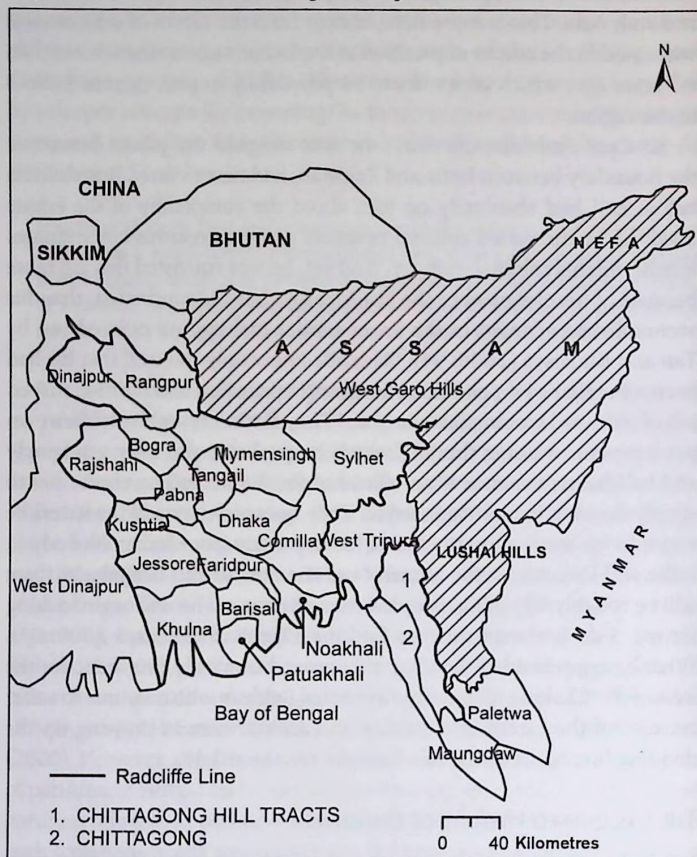 N
CHINA
SIKKIM
BHUTAN
NEFA
ASSAM
West Garo Hills
Dinajpur
Rangpur
Bogra
Mymensingh
Sylhet
Rajshahi
Tangail
Pabna
Dhaka
Kushtia
Comilla
West Tripura
LUSHAI HILLS
Jessore
Faridpur
West Dinajpur
MYANMAR
Barisal
Khulna
Noakhali
2
Patuakhali
Bay of Bengal
Paletwa
Maungdaw
Radcliffe Line
1. CHITTAGONG HILL TRACTS
2. CHITTAGONG
0 40 Kilometres